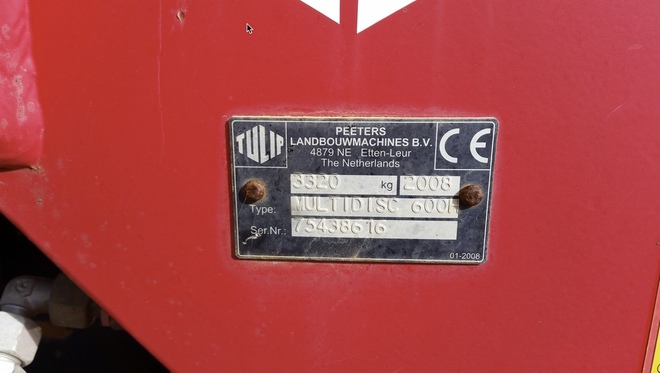 TULIP
PEETERS
LANDBOUWMACHINES B.V.
4879 NE Etten-Leur
The Netherlands
CE
3320 kg 2008
Type: MULTIDISC
Ser.Nr.: 75438616
01-2008